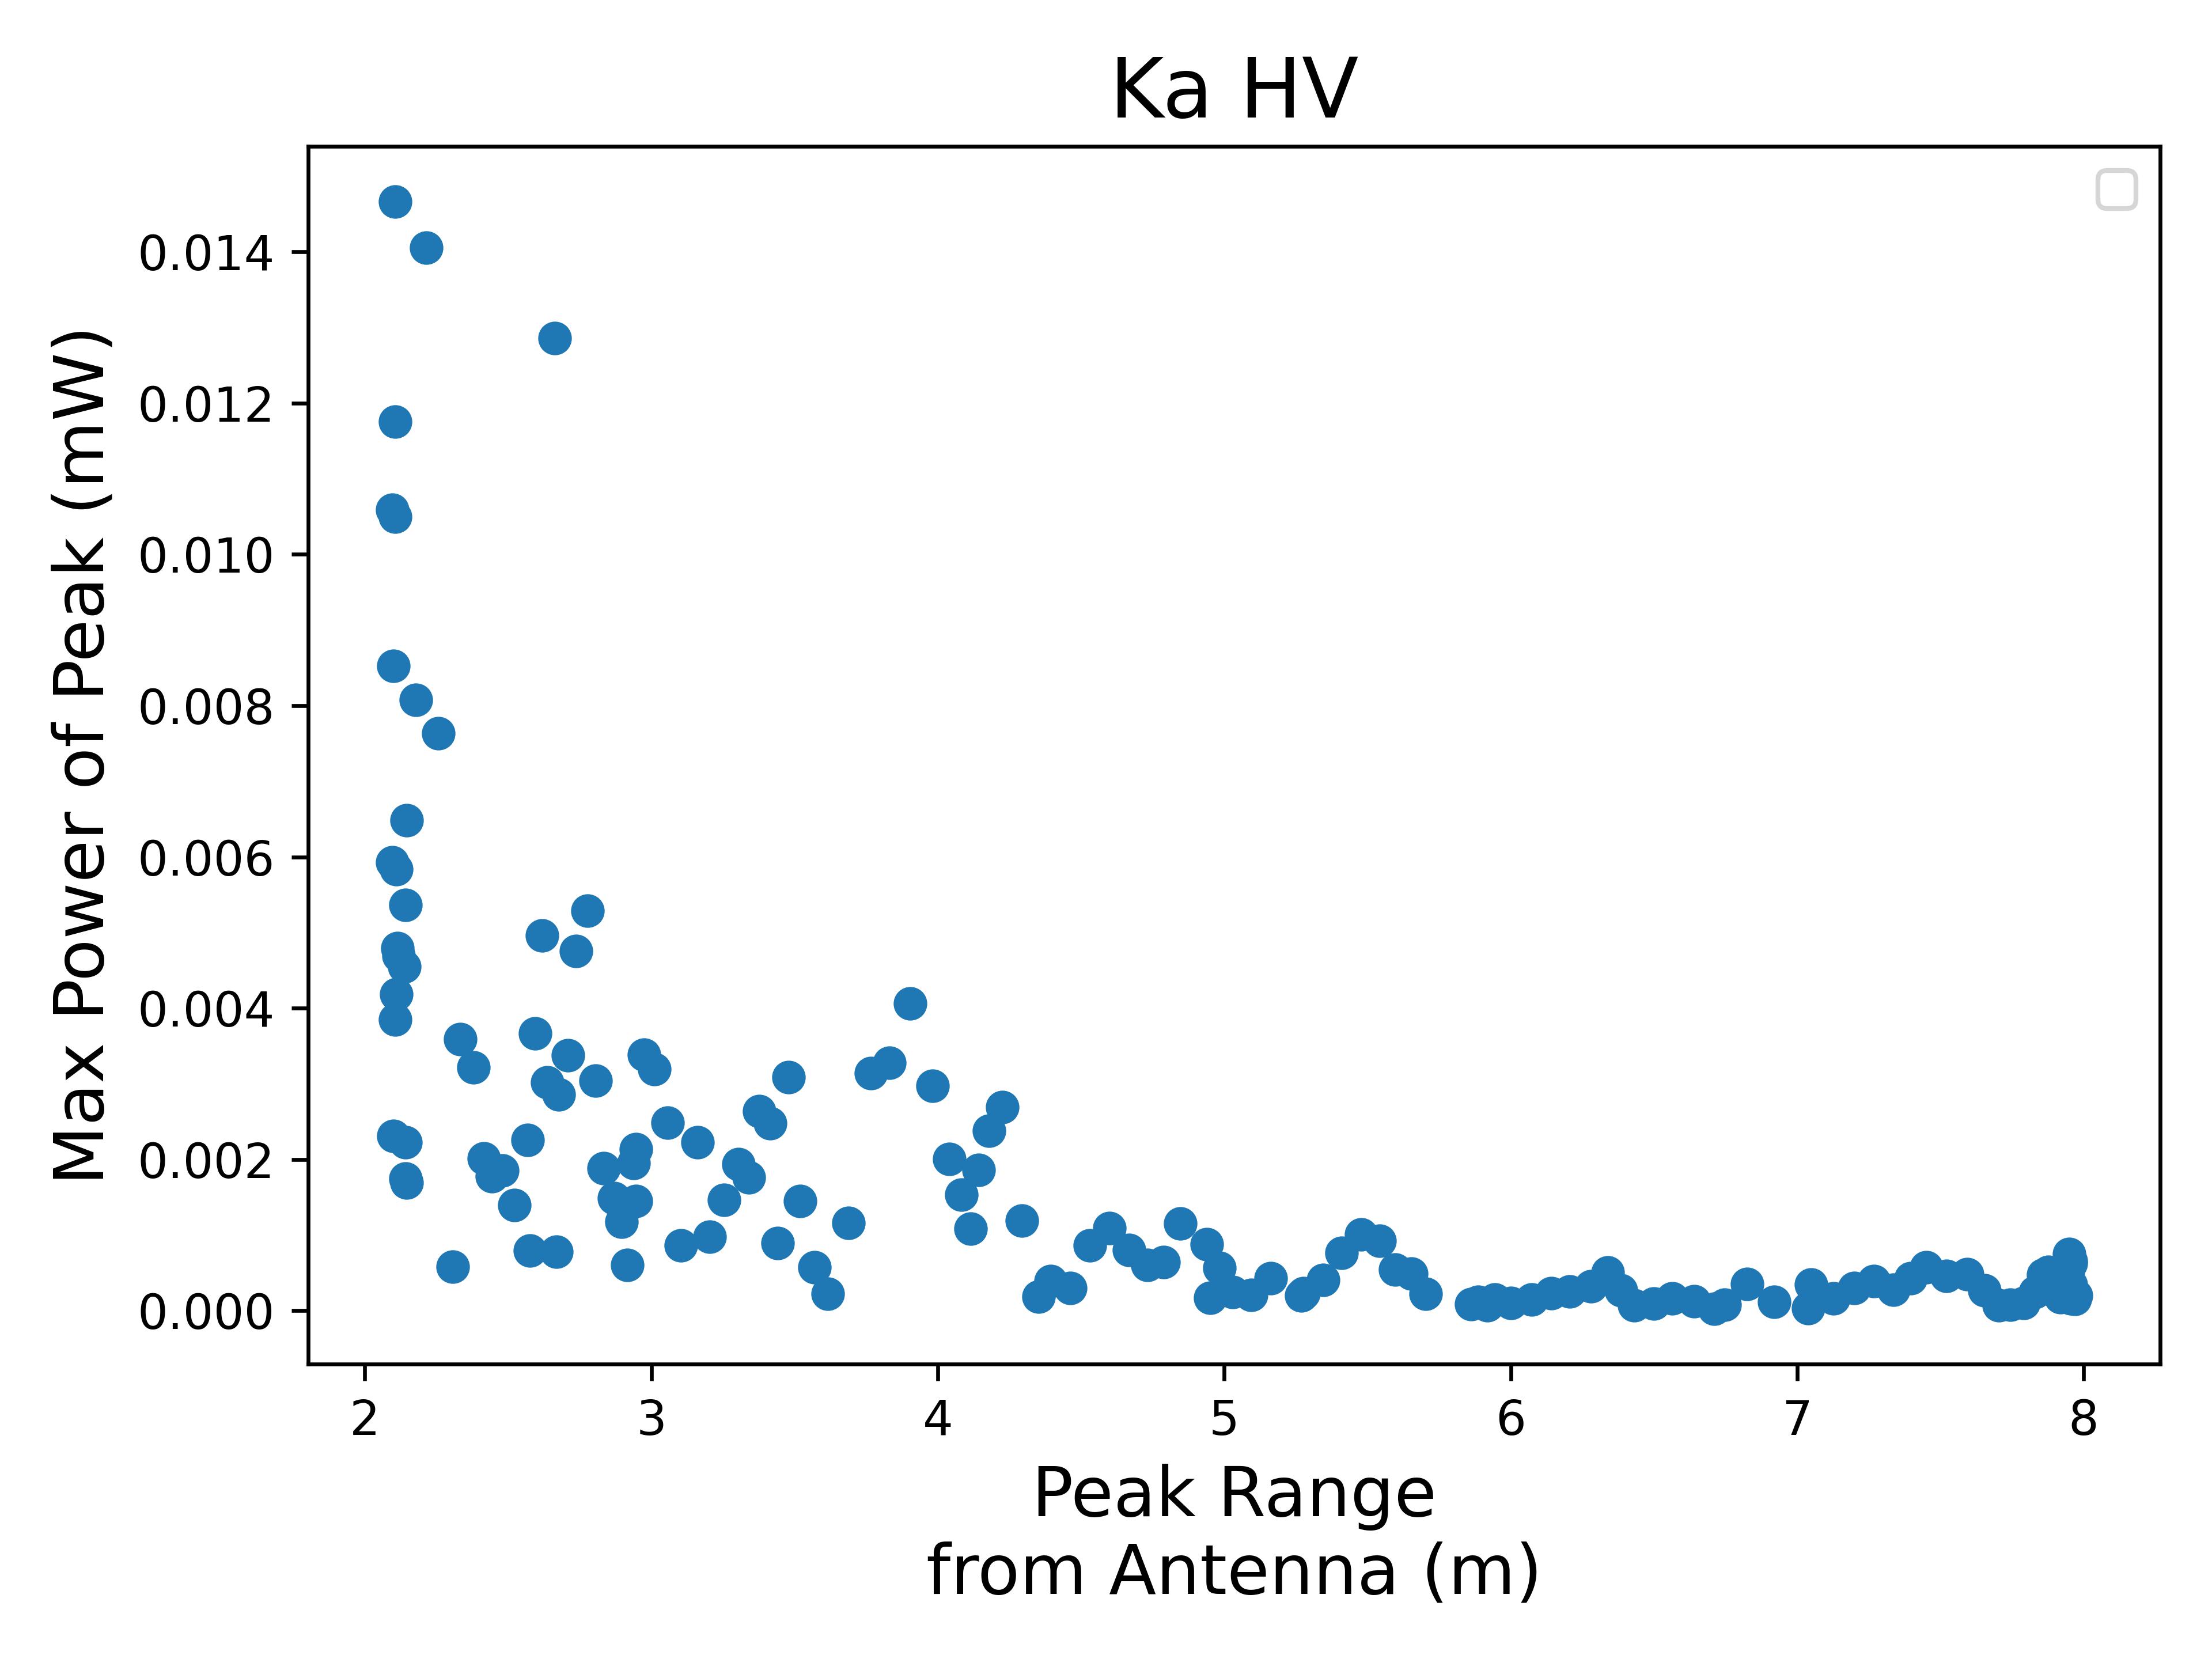 Ka HV
Max Power of Peak (mW)
0.014
0.012
0.010
0.008
0.006
0.004
0.002
0.000
2 3 4 5 6 7 8
Peak Range
from Antenna (m)